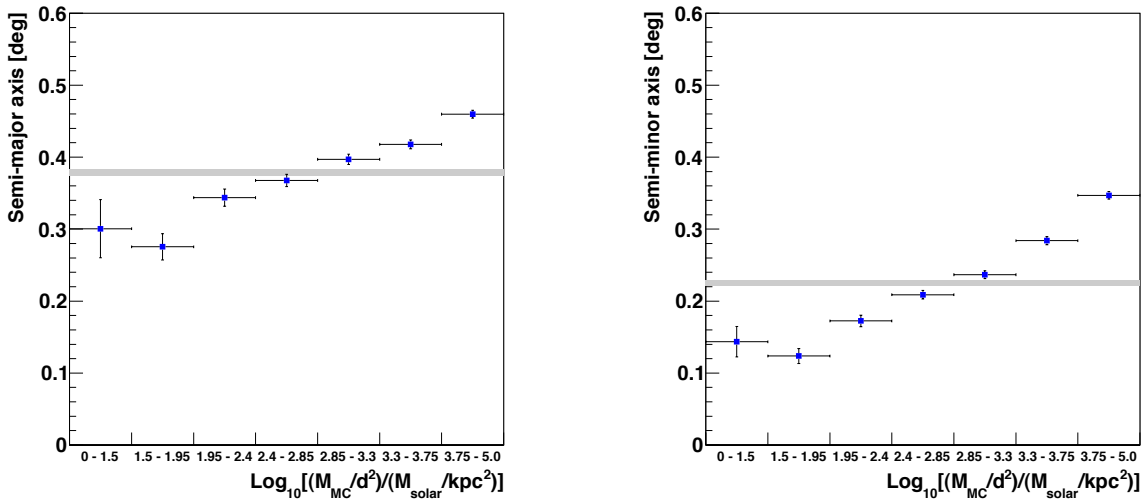 Semi-major axis [deg]
0.6
0.5
0.4
0.3
0.2
0.1
0
0 - 1.5 1.5 - 1.95 1.95 - 2.4 2.4 - 2.85 2.85 - 3.3 3.3 - 3.75 3.75 - 5.0
Log₁₀[(M_MC/d²)/(M_solar/kpc²)]
Semi-minor axis [deg]
0.6
0.5
0.4
0.3
0.2
0.1
0
0 - 1.5 1.5 - 1.95 1.95 - 2.4 2.4 - 2.85 2.85 - 3.3 3.3 - 3.75 3.75 - 5.0
Log₁₀[(M_MC/d²)/(M_solar/kpc²)]